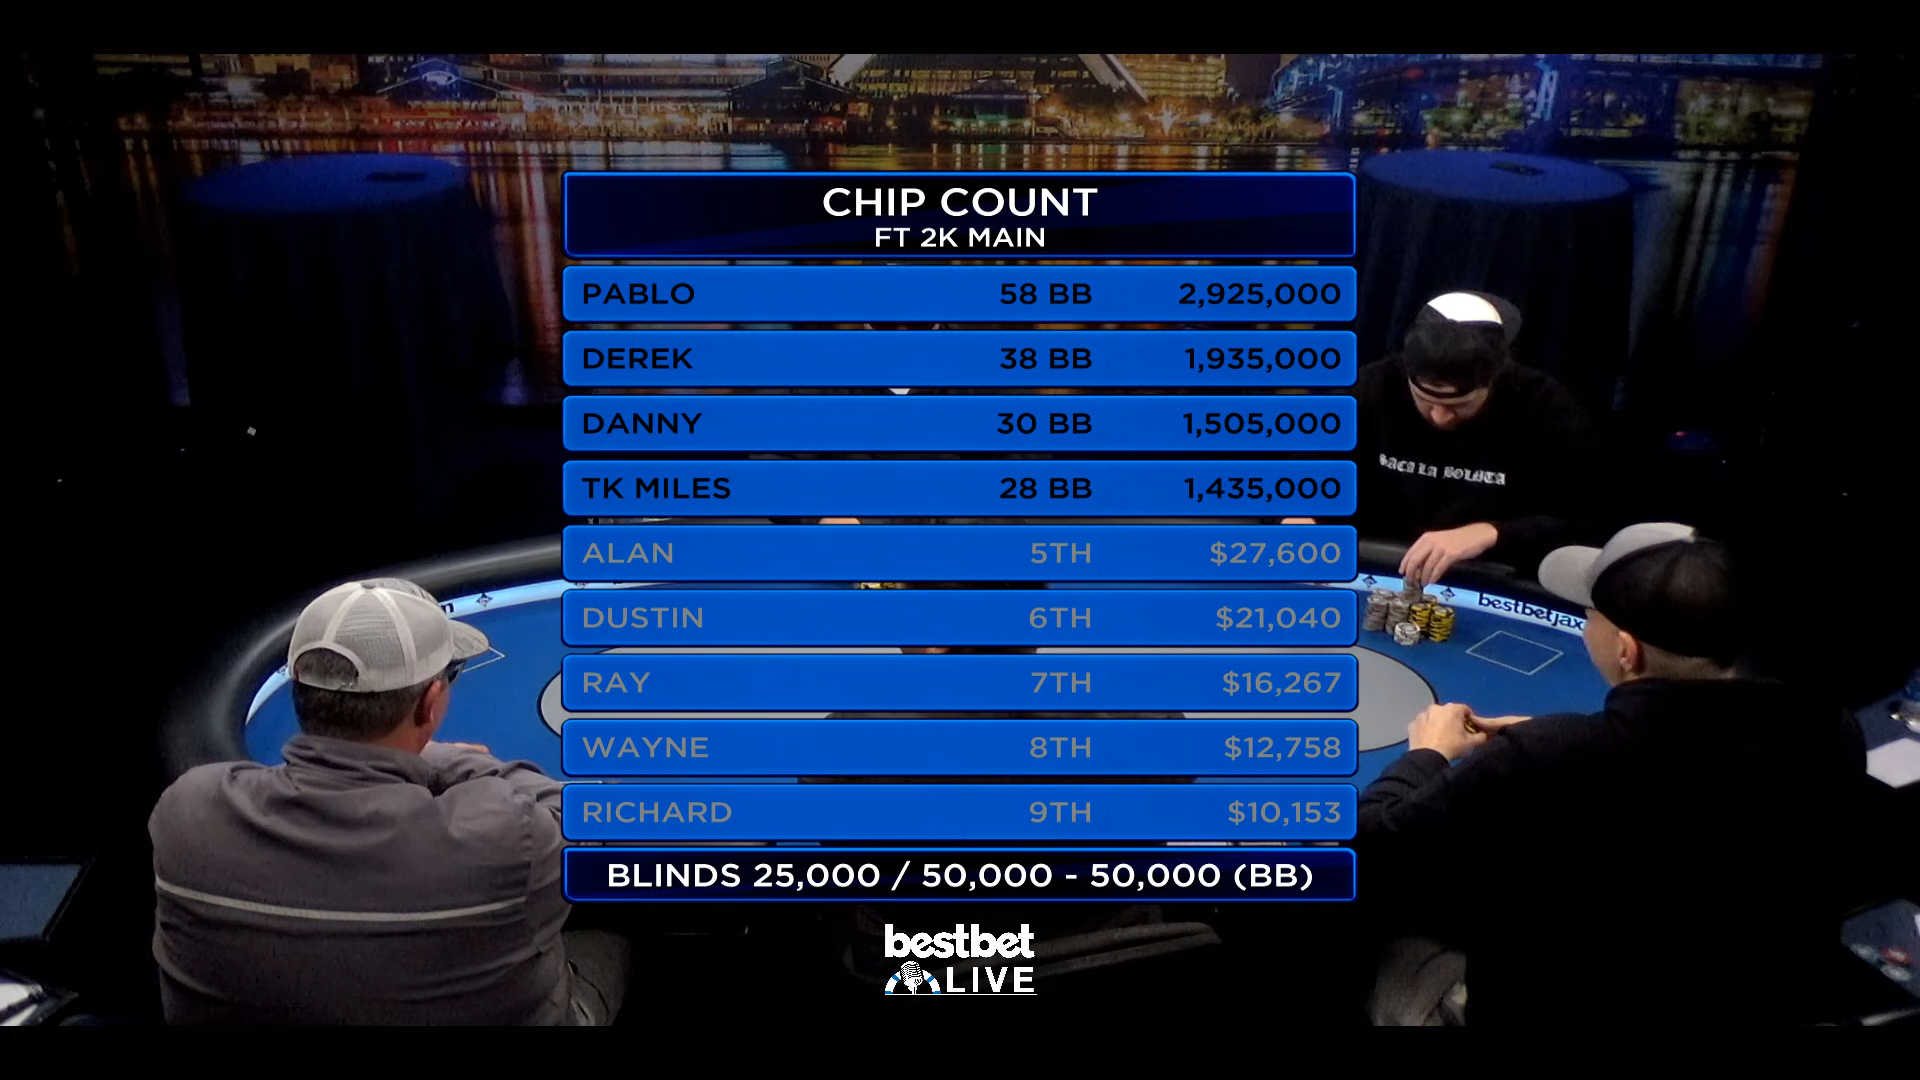 CHIP COUNT
FT 2K MAIN
PABLO 58 BB 2,925,000
DEREK 38 BB 1,935,000
DANNY 30 BB 1,505,000
TK MILES 28 BB 1,435,000
ALAN 5TH $27,600
DUSTIN 6TH $21,040
RAY 7TH $16,267
WAYNE 8TH $12,758
RICHARD 9TH $10,153
BLINDS 25,000 / 50,000 - 50,000 (BB)
bestbet
LIVE
bestbetjax